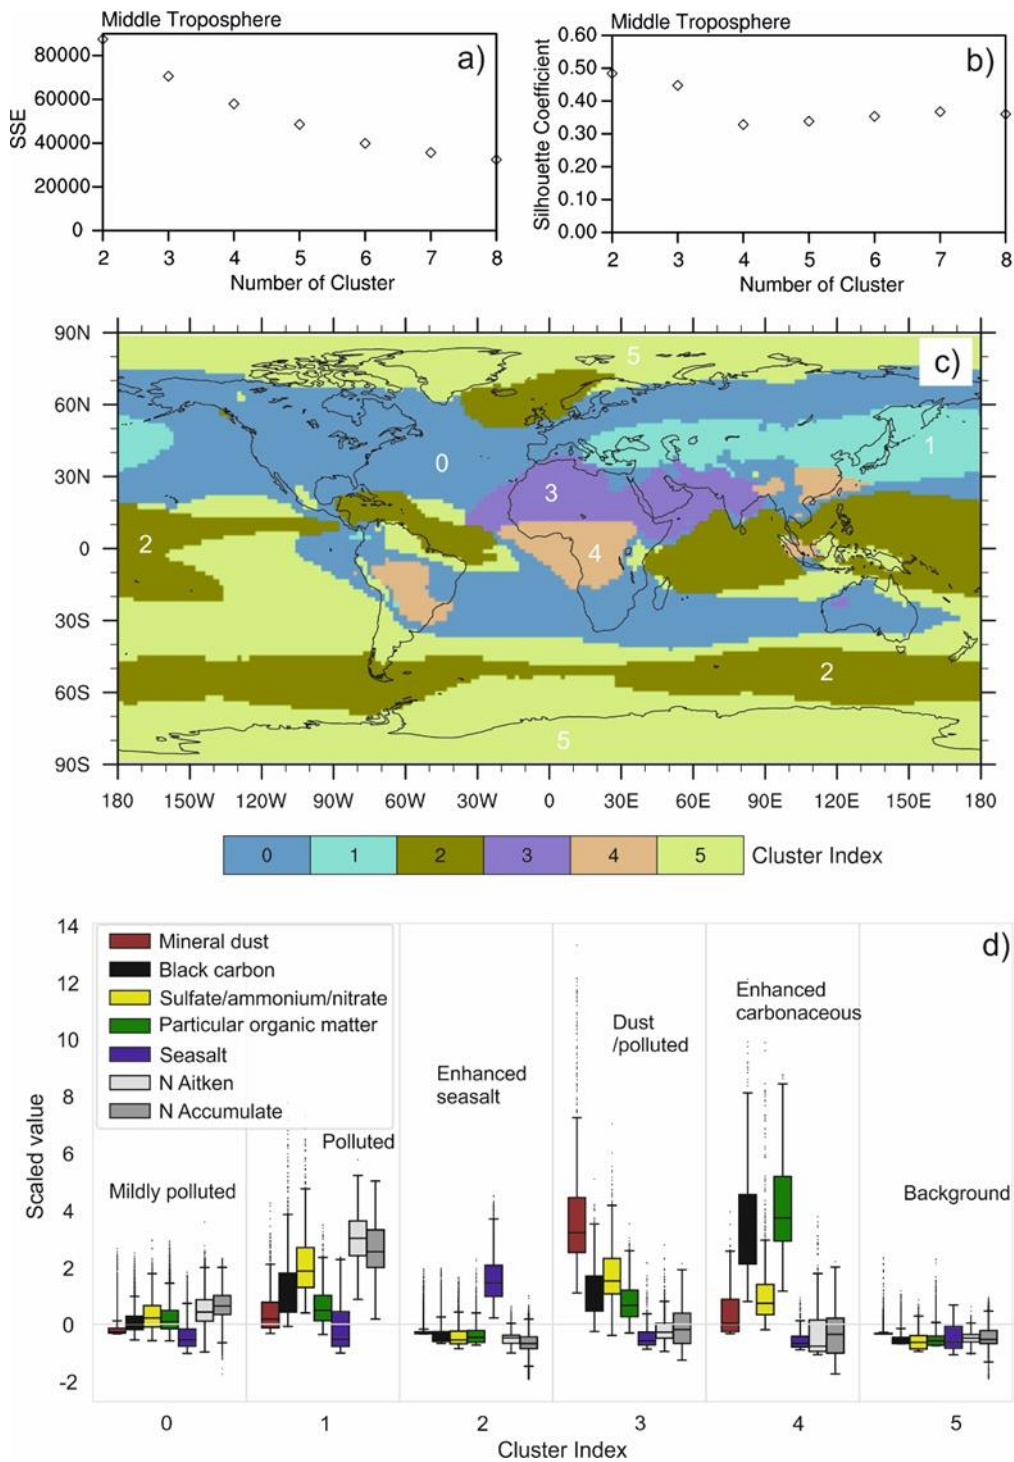 Middle Troposphere
a)
SSE
80000
60000
40000
20000
0
2 3 4 5 6 7 8
Number of Cluster
Middle Troposphere
b)
Silhouette Coefficient
0.60
0.50
0.40
0.30
0.20
0.10
0.00
2 3 4 5 6 7 8
Number of Cluster
c)
90N
60N
30N
0
30S
60S
90S
5
1
0
3
2
4
2
5
180 150W 120W 90W 60W 30W 0 30E 60E 90E 120E 150E 180
0 1 2 3 4 5 Cluster Index
d)
Scaled value
14
12
10
8
6
4
2
0
-2
Mineral dust
Black carbon
Sulfate/ammonium/nitrate
Particular organic matter
Seasalt
N Aitken
N Accumulate
Mildly polluted
Polluted
Enhanced
seasalt
Dust
/polluted
Enhanced
carbonaceous
Background
0 1 2 3 4 5
Cluster Index